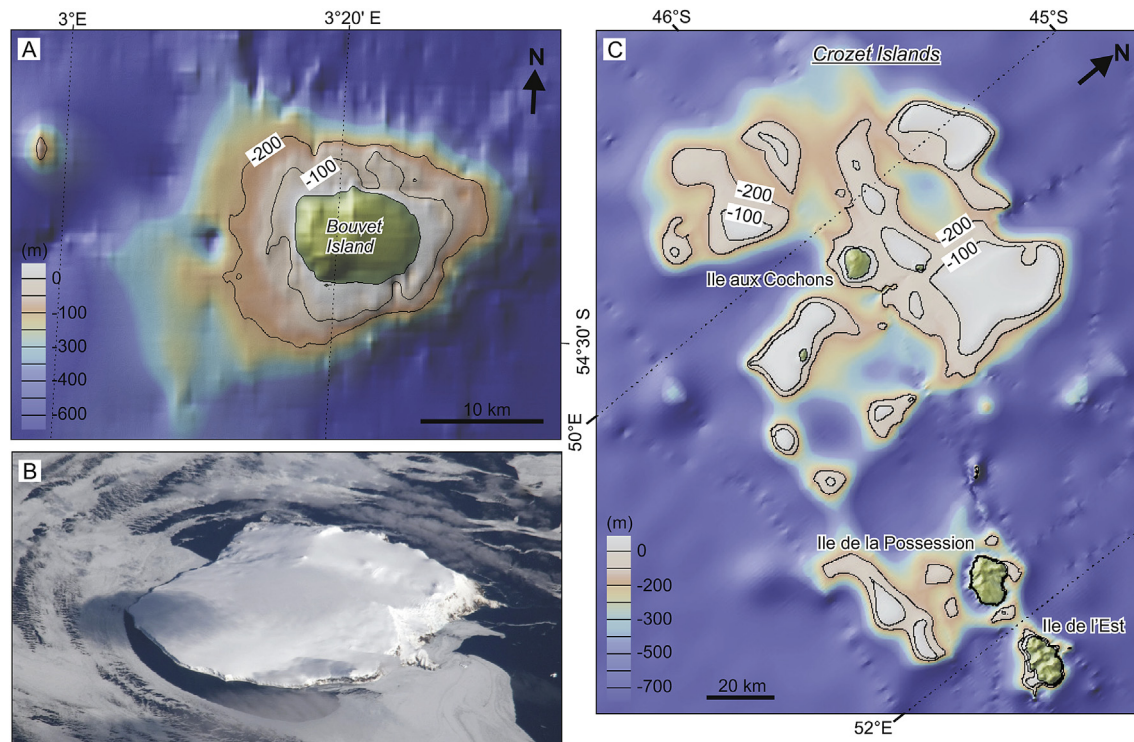 3°E
3°20' E
A
N
-200
-100
Bouvet
Island
(m)
0
-100
-300
-400
-600
10 km
54°30' S
B
46°S
45°S
C
Crozet Islands
N
-200
-100
-200
-100
Ile aux Cochons
50°E
(m)
0
-200
-300
-500
-700
Ile de la Possession
Ile de l'Est
20 km
52°E